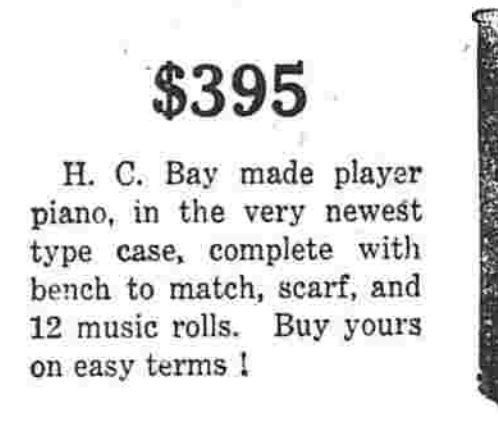 $395
H. C. Bay made player
piano, in the very newest
type case, complete with
bench to match, scarf, and
12 music rolls. Buy yours
on easy terms !